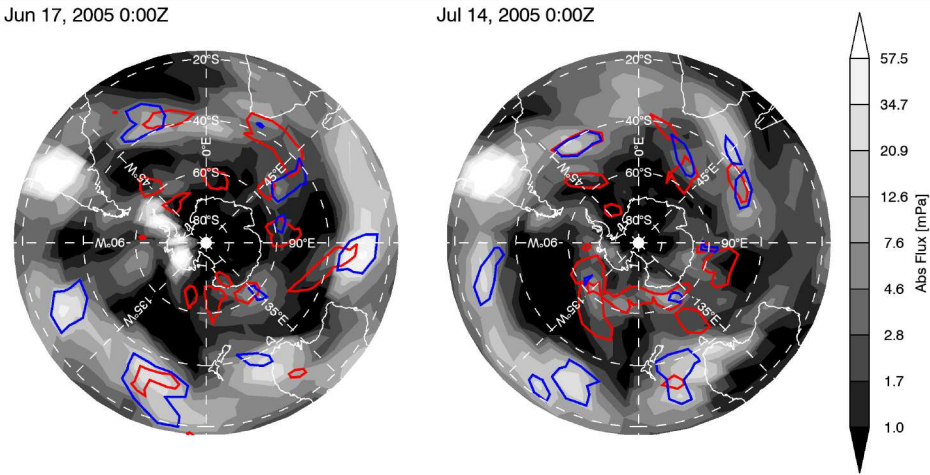 Jun 17, 2005 0:00Z
20°S
40°S
0°E
60°S
80°S
-45°W
45°E
-90°W
90°E
-135°W
135°E
Jul 14, 2005 0:00Z
20°S
40°S
0°E
60°S
80°S
-45°W
45°E
-90°W
90°E
-135°W
135°E
57.5
34.7
20.9
12.6
7.6
4.6
2.8
1.7
1.0
Abs Flux [mPa]